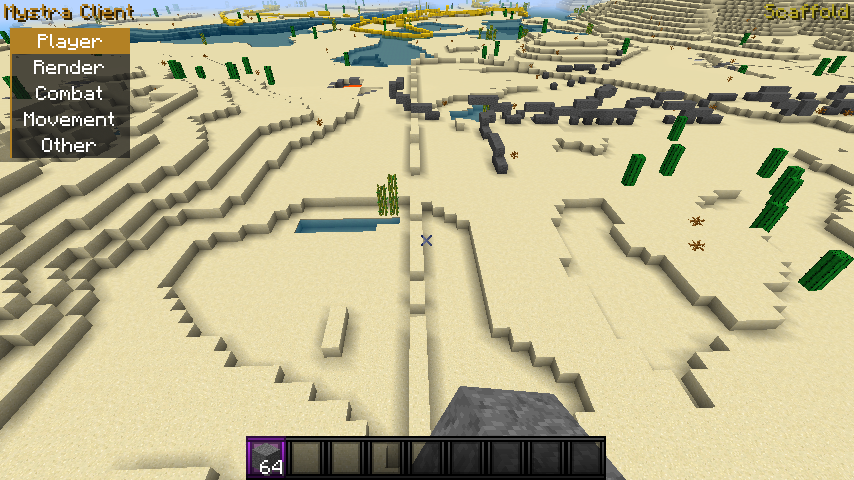 Mystra Client
Scaffold
Player
Render
Combat
Movement
Other
64